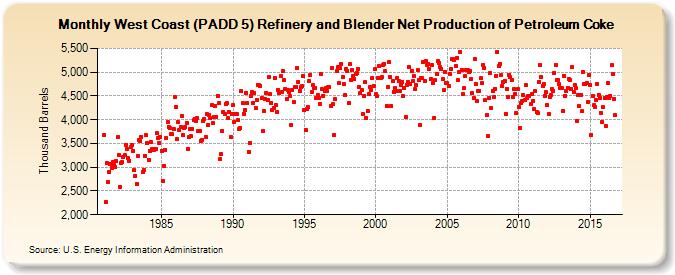 Monthly West Coast (PADD 5) Refinery and Blender Net Production of Petroleum Coke
Thousand Barrels
5,500
5,000
4,500
4,000
3,500
3,000
2,500
2,000
1985 1990 1995 2000 2005 2010 2015
Source: U.S. Energy Information Administration